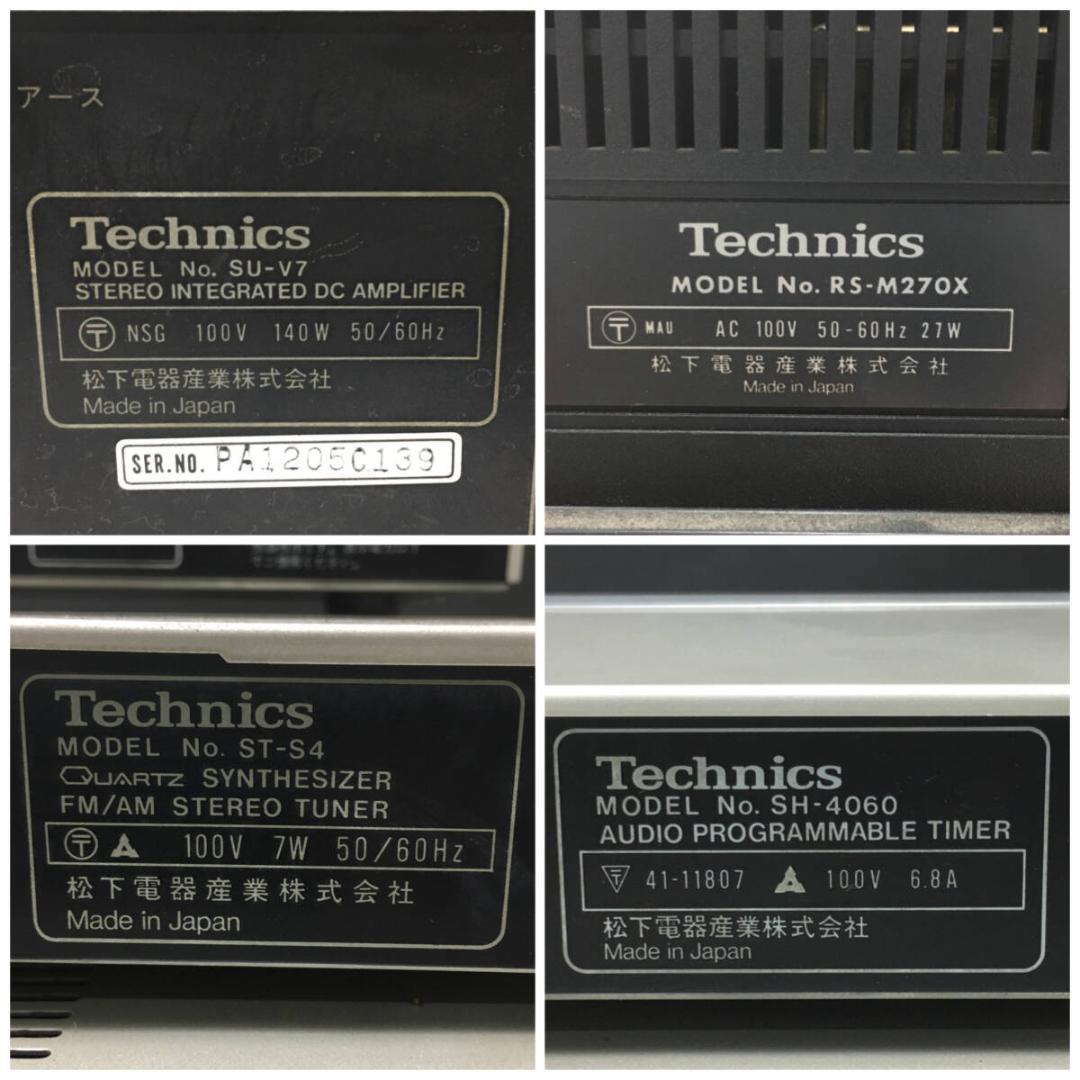 アース
Technics
MODEL No. SU-V7
STEREO INTEGRATED DC AMPLIFIER
〒 NSG 100V 140W 50/60Hz
松下電器産業株式会社
Made in Japan
SER.NO. PA1205C139
Technics
MODEL No. RS-M270X
〒 MAU AC 100V 50-60Hz 27W
松下電器産業株式会社
Made in Japan
Technics
MODEL No. ST-S4
QUARTZ SYNTHESIZER
FM/AM STEREO TUNER
〒 100V 7W 50/60Hz
松下電器産業株式会社
Made in Japan
Technics
MODEL No. SH-4060
AUDIO PROGRAMMABLE TIMER
〒 41-11807 100V 6.8A
松下電器産業株式会社
Made in Japan